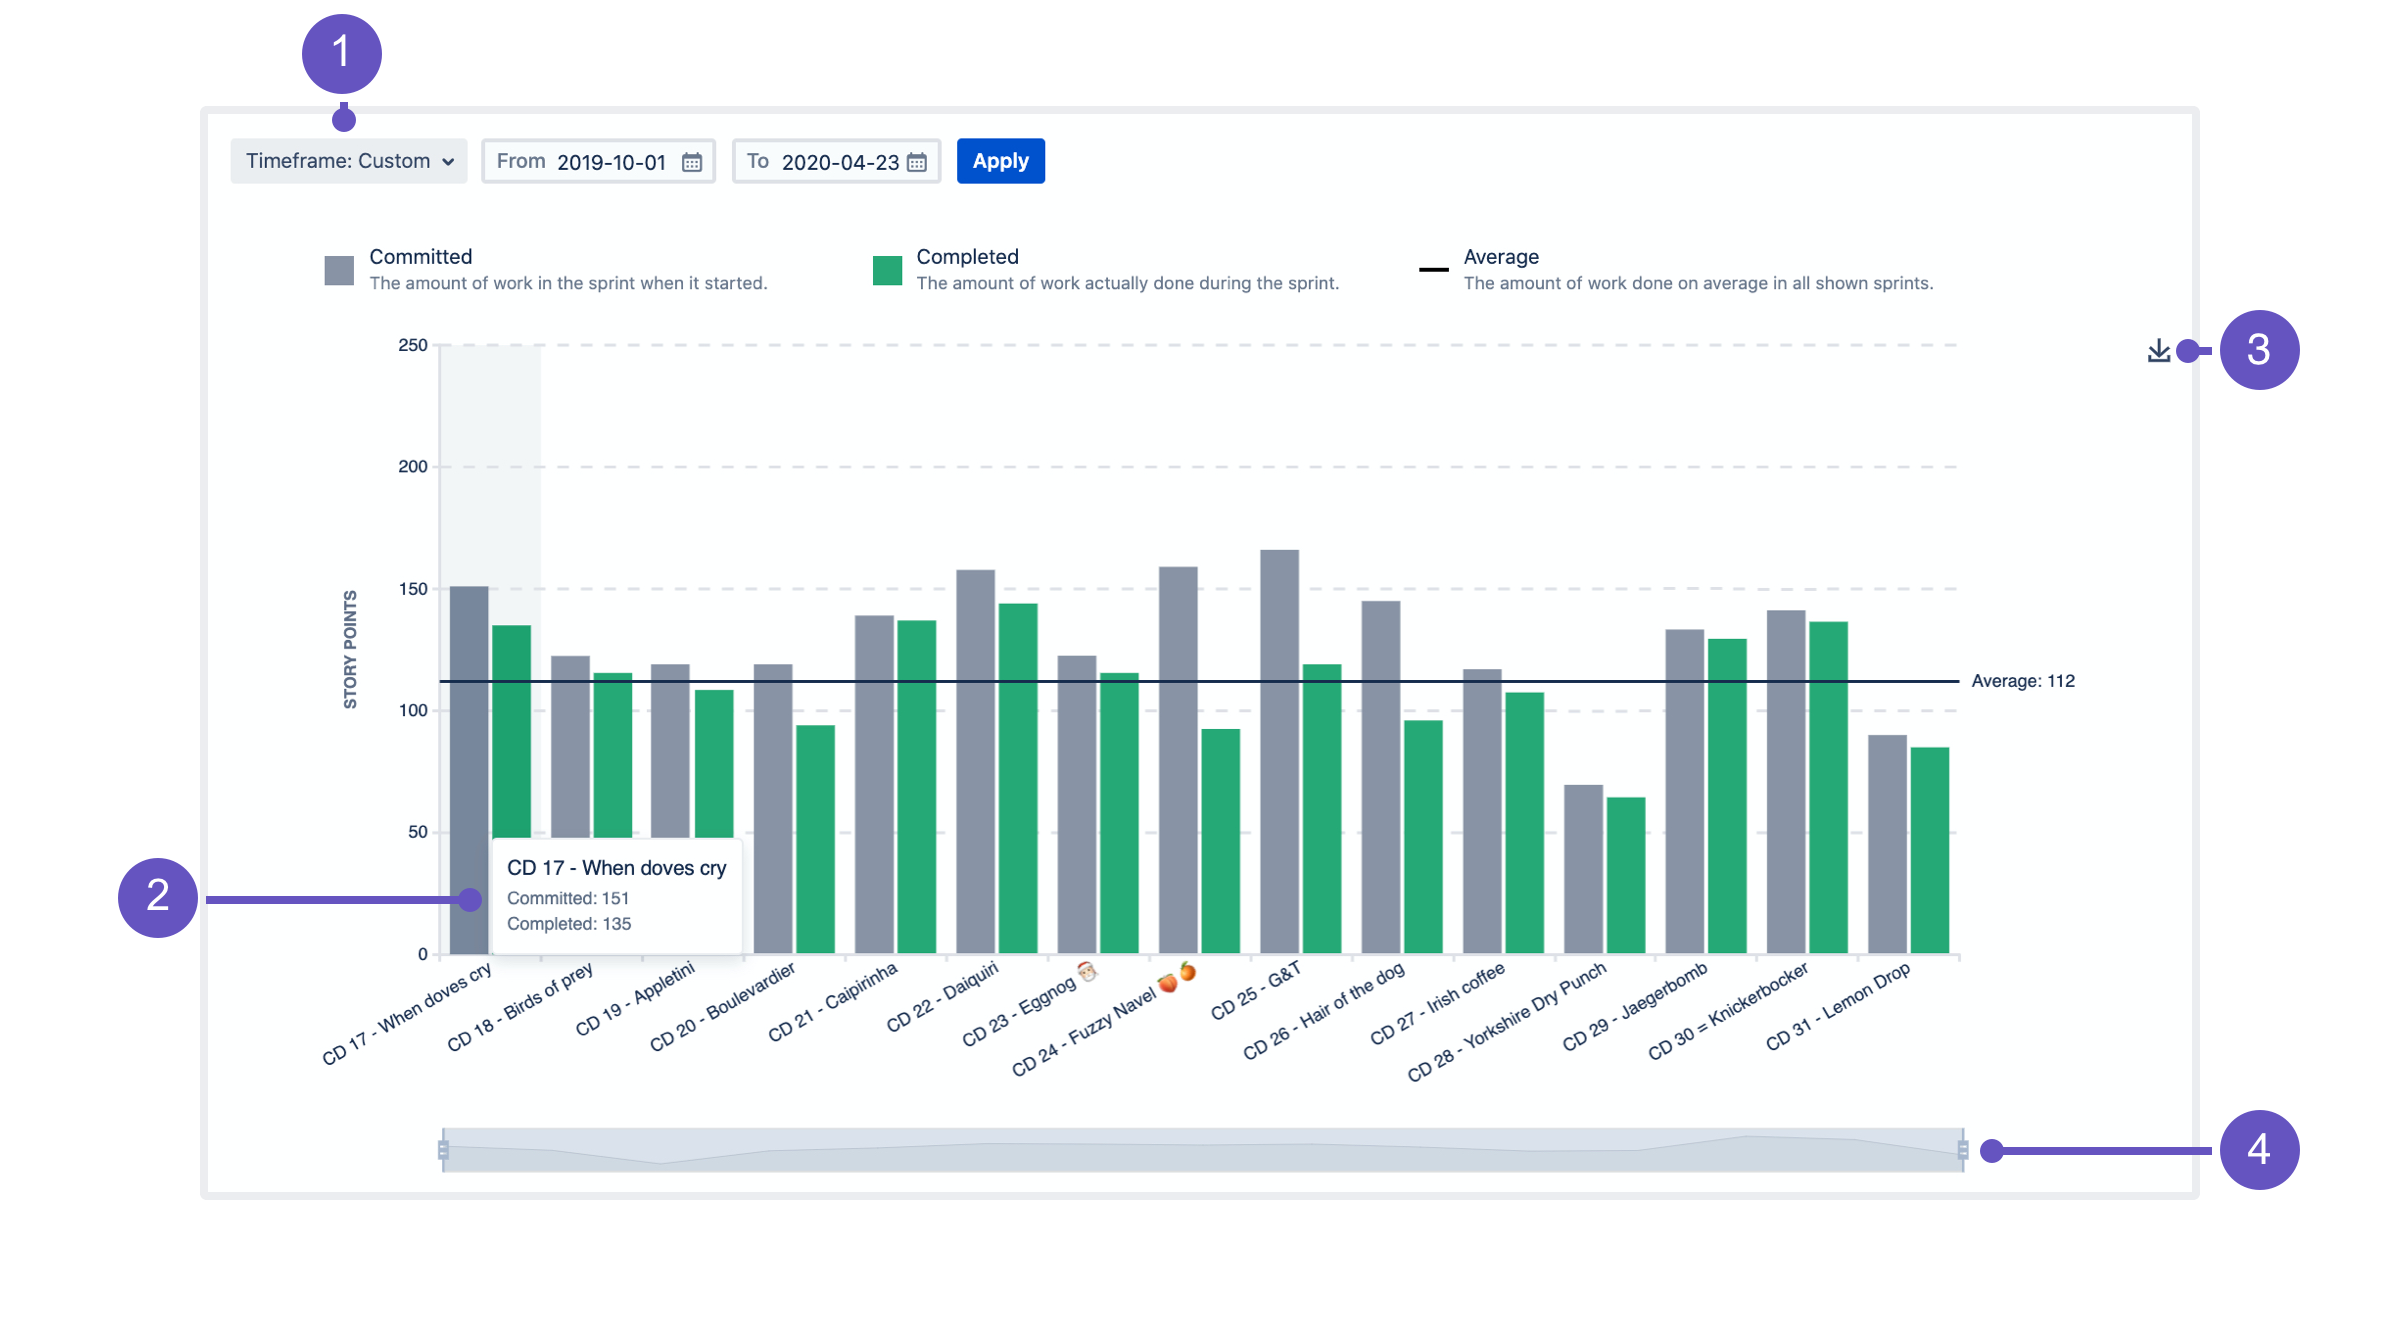 1
Timeframe: Custom
From 2019-10-01
To 2020-04-23
Apply
Committed
The amount of work in the sprint when it started.
Completed
The amount of work actually done during the sprint.
Average
The amount of work done on average in all shown sprints.
3
250
200
150
100
50
0
STORY POINTS
Average: 112
2
CD 17 - When doves cry
Committed: 151
Completed: 135
CD 17 - When doves cry
CD 18 - Birds of prey
CD 19 - Appletini
CD 20 - Boulevardier
CD 21 - Caipirinha
CD 22 - Daiquiri
CD 23 - Eggnog 🎅🏻
CD 24 - Fuzzy Navel 🍑🍊
CD 25 - G&T
CD 26 - Hair of the dog
CD 27 - Irish coffee
CD 28 - Yorkshire Dry Punch
CD 29 - Jaegerbomb
CD 30 = Knickerbocker
CD 31 - Lemon Drop
4